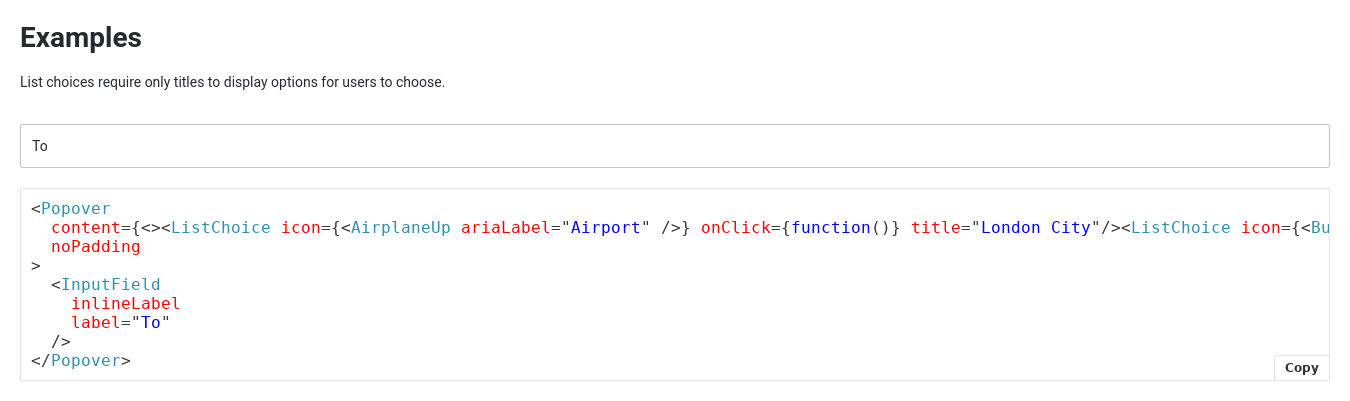 Examples
List choices require only titles to display options for users to choose.
To
<Popover
  content={<><ListChoice icon={<AirplaneUp ariaLabel="Airport" />} onClick={function()} title="London City"/><ListChoice icon={<Bu
  noPadding
>
  <InputField
    inlineLabel
    label="To"
  />
</Popover>
Copy